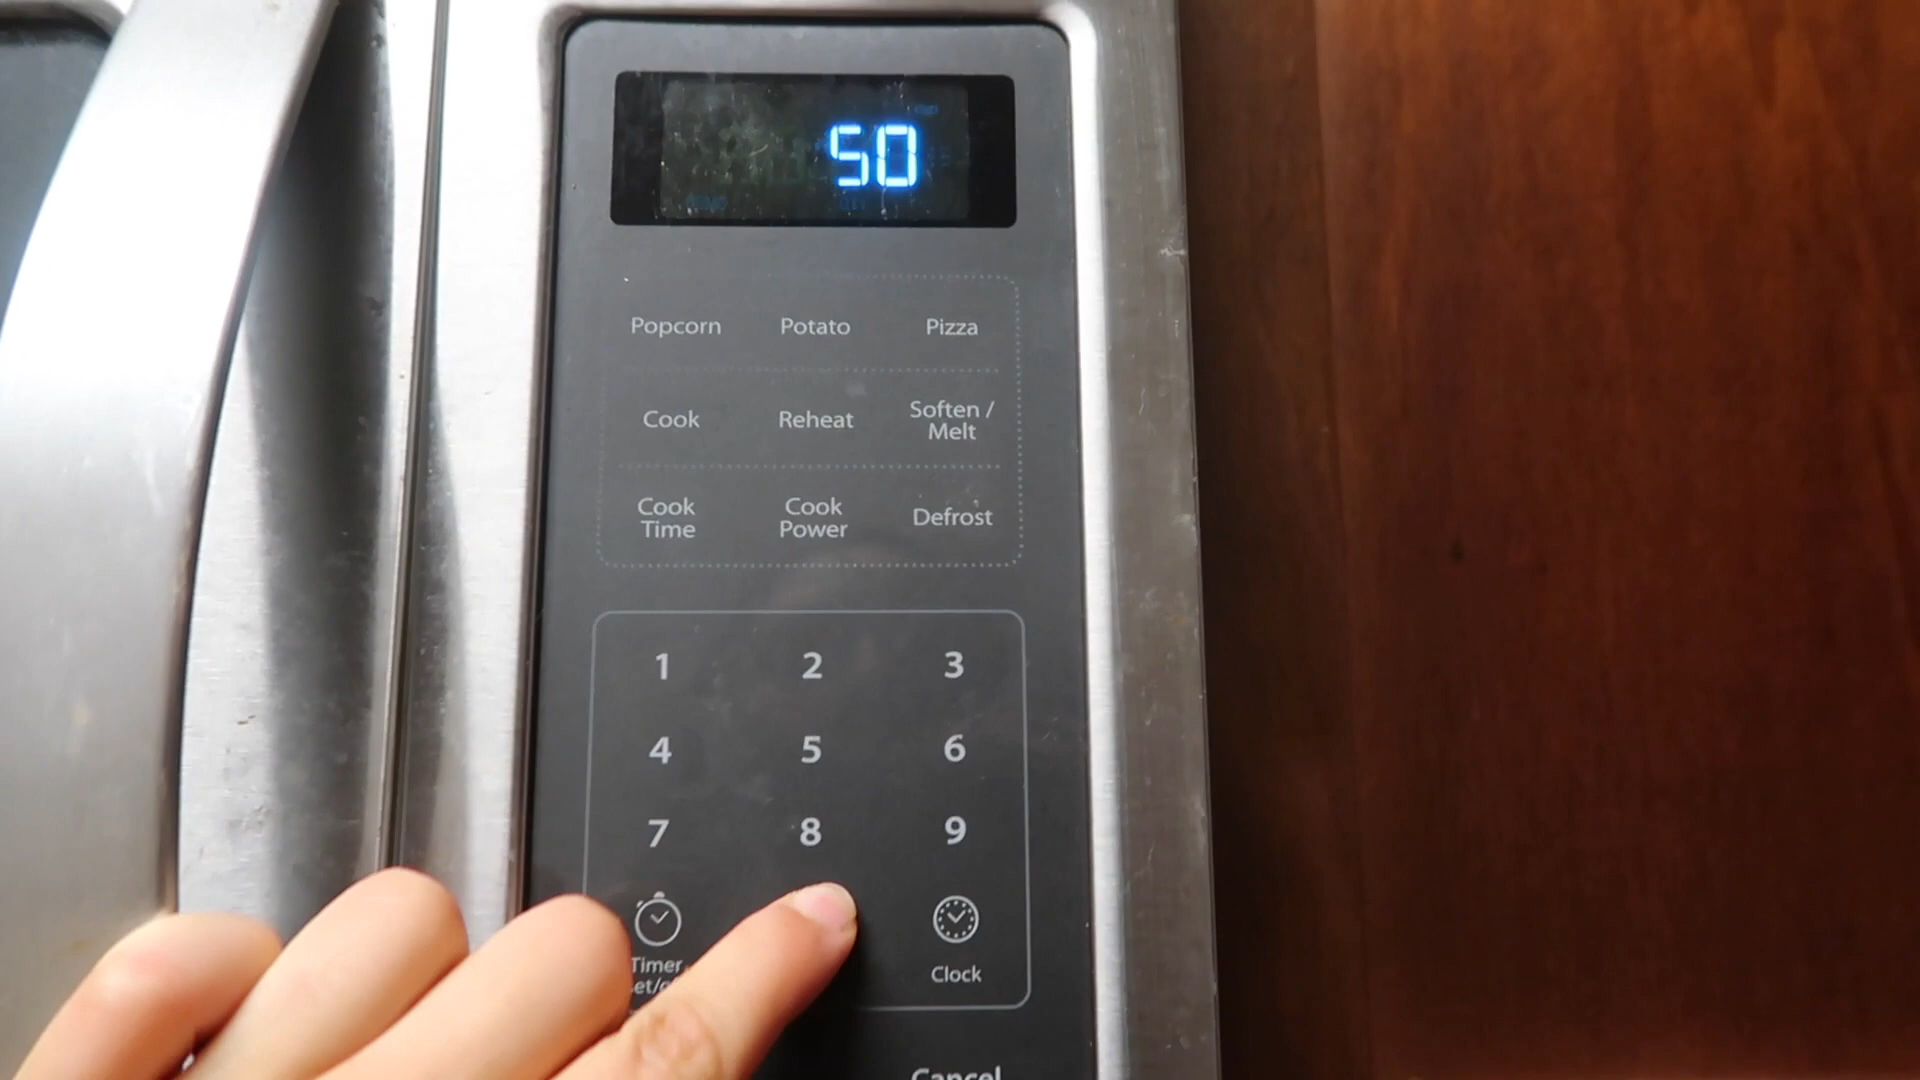 50
Popcorn Potato Pizza
Cook Reheat Soften /
Melt
Cook Cook Defrost
Time Power
1 2 3
4 5 6
7 8 9
Timer Clock
Cancel